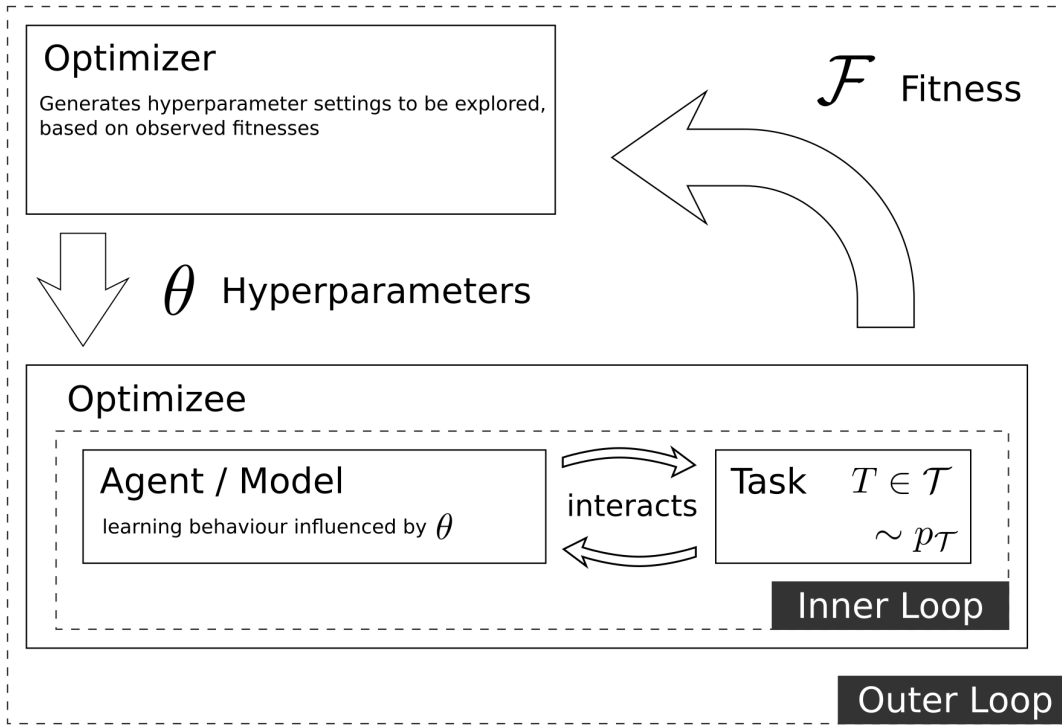 Optimizer
Generates hyperparameter settings to be explored,
based on observed fitnesses
ℱ Fitness
θ Hyperparameters
Optimizee
Agent / Model
learning behaviour influenced by θ
interacts
Task T ∈ 𝒯
∼ p𝒯
Inner Loop
Outer Loop